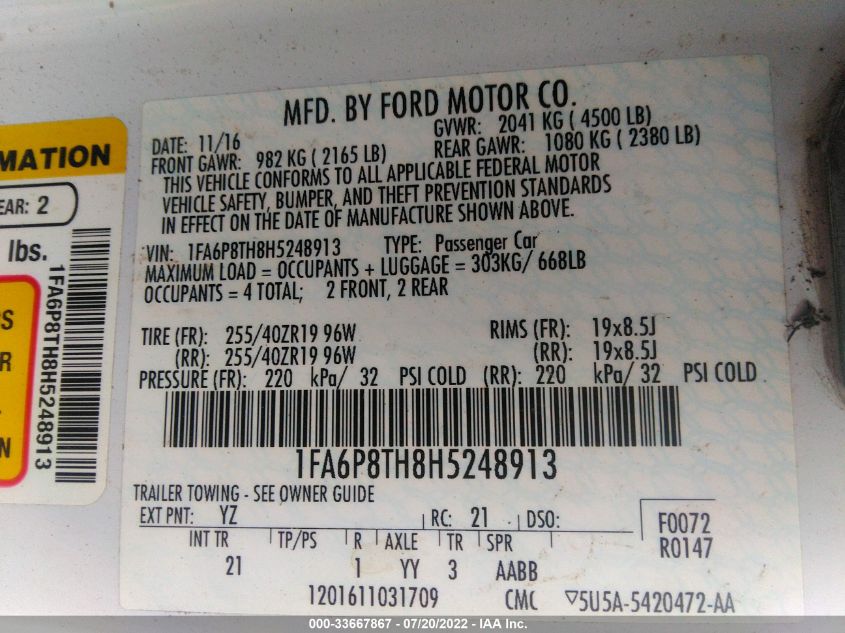 MFD. BY FORD MOTOR CO.
DATE: 11/16 GVWR: 2041 KG ( 4500 LB)
FRONT GAWR: 982 KG ( 2165 LB) REAR GAWR: 1080 KG ( 2380 LB)
THIS VEHICLE CONFORMS TO ALL APPLICABLE FEDERAL MOTOR
VEHICLE SAFETY, BUMPER, AND THEFT PREVENTION STANDARDS
IN EFFECT ON THE DATE OF MANUFACTURE SHOWN ABOVE.
VIN: 1FA6P8TH8H5248913 TYPE: Passenger Car
MAXIMUM LOAD = OCCUPANTS + LUGGAGE = 303KG/ 668LB
OCCUPANTS = 4 TOTAL; 2 FRONT, 2 REAR
TIRE (FR): 255/40ZR19 96W RIMS (FR): 19x8.5J
(RR): 255/40ZR19 96W (RR): 19x8.5J
PRESSURE (FR): 220 kPa/ 32 PSI COLD (RR): 220 kPa/ 32 PSI COLD
1FA6P8TH8H5248913
TRAILER TOWING - SEE OWNER GUIDE
EXT PNT: YZ RC: 21 DSO: F0072
INT TR TP/PS R AXLE TR SPR R0147
21 1 YY 3 AABB
1201611031709 CMC ▽5U5A-5420472-AA
MATION
EAR: 2
lbs.
1FA6P8TH8H5248913
S
R
N
000-33667867 - 07/20/2022 - IAA Inc.